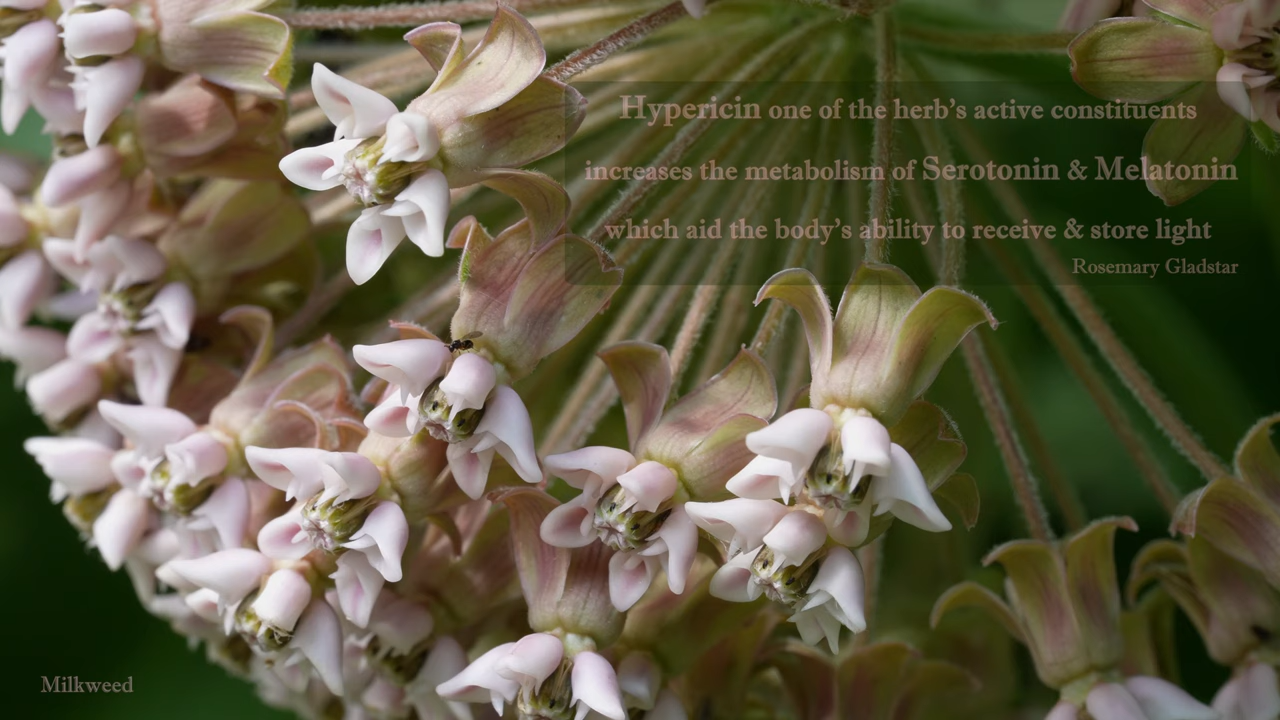 Hypericin one of the herb's active constituents
increases the metabolism of Serotonin & Melatonin
which aid the body's ability to receive & store light
Rosemary Gladstar
Milkweed